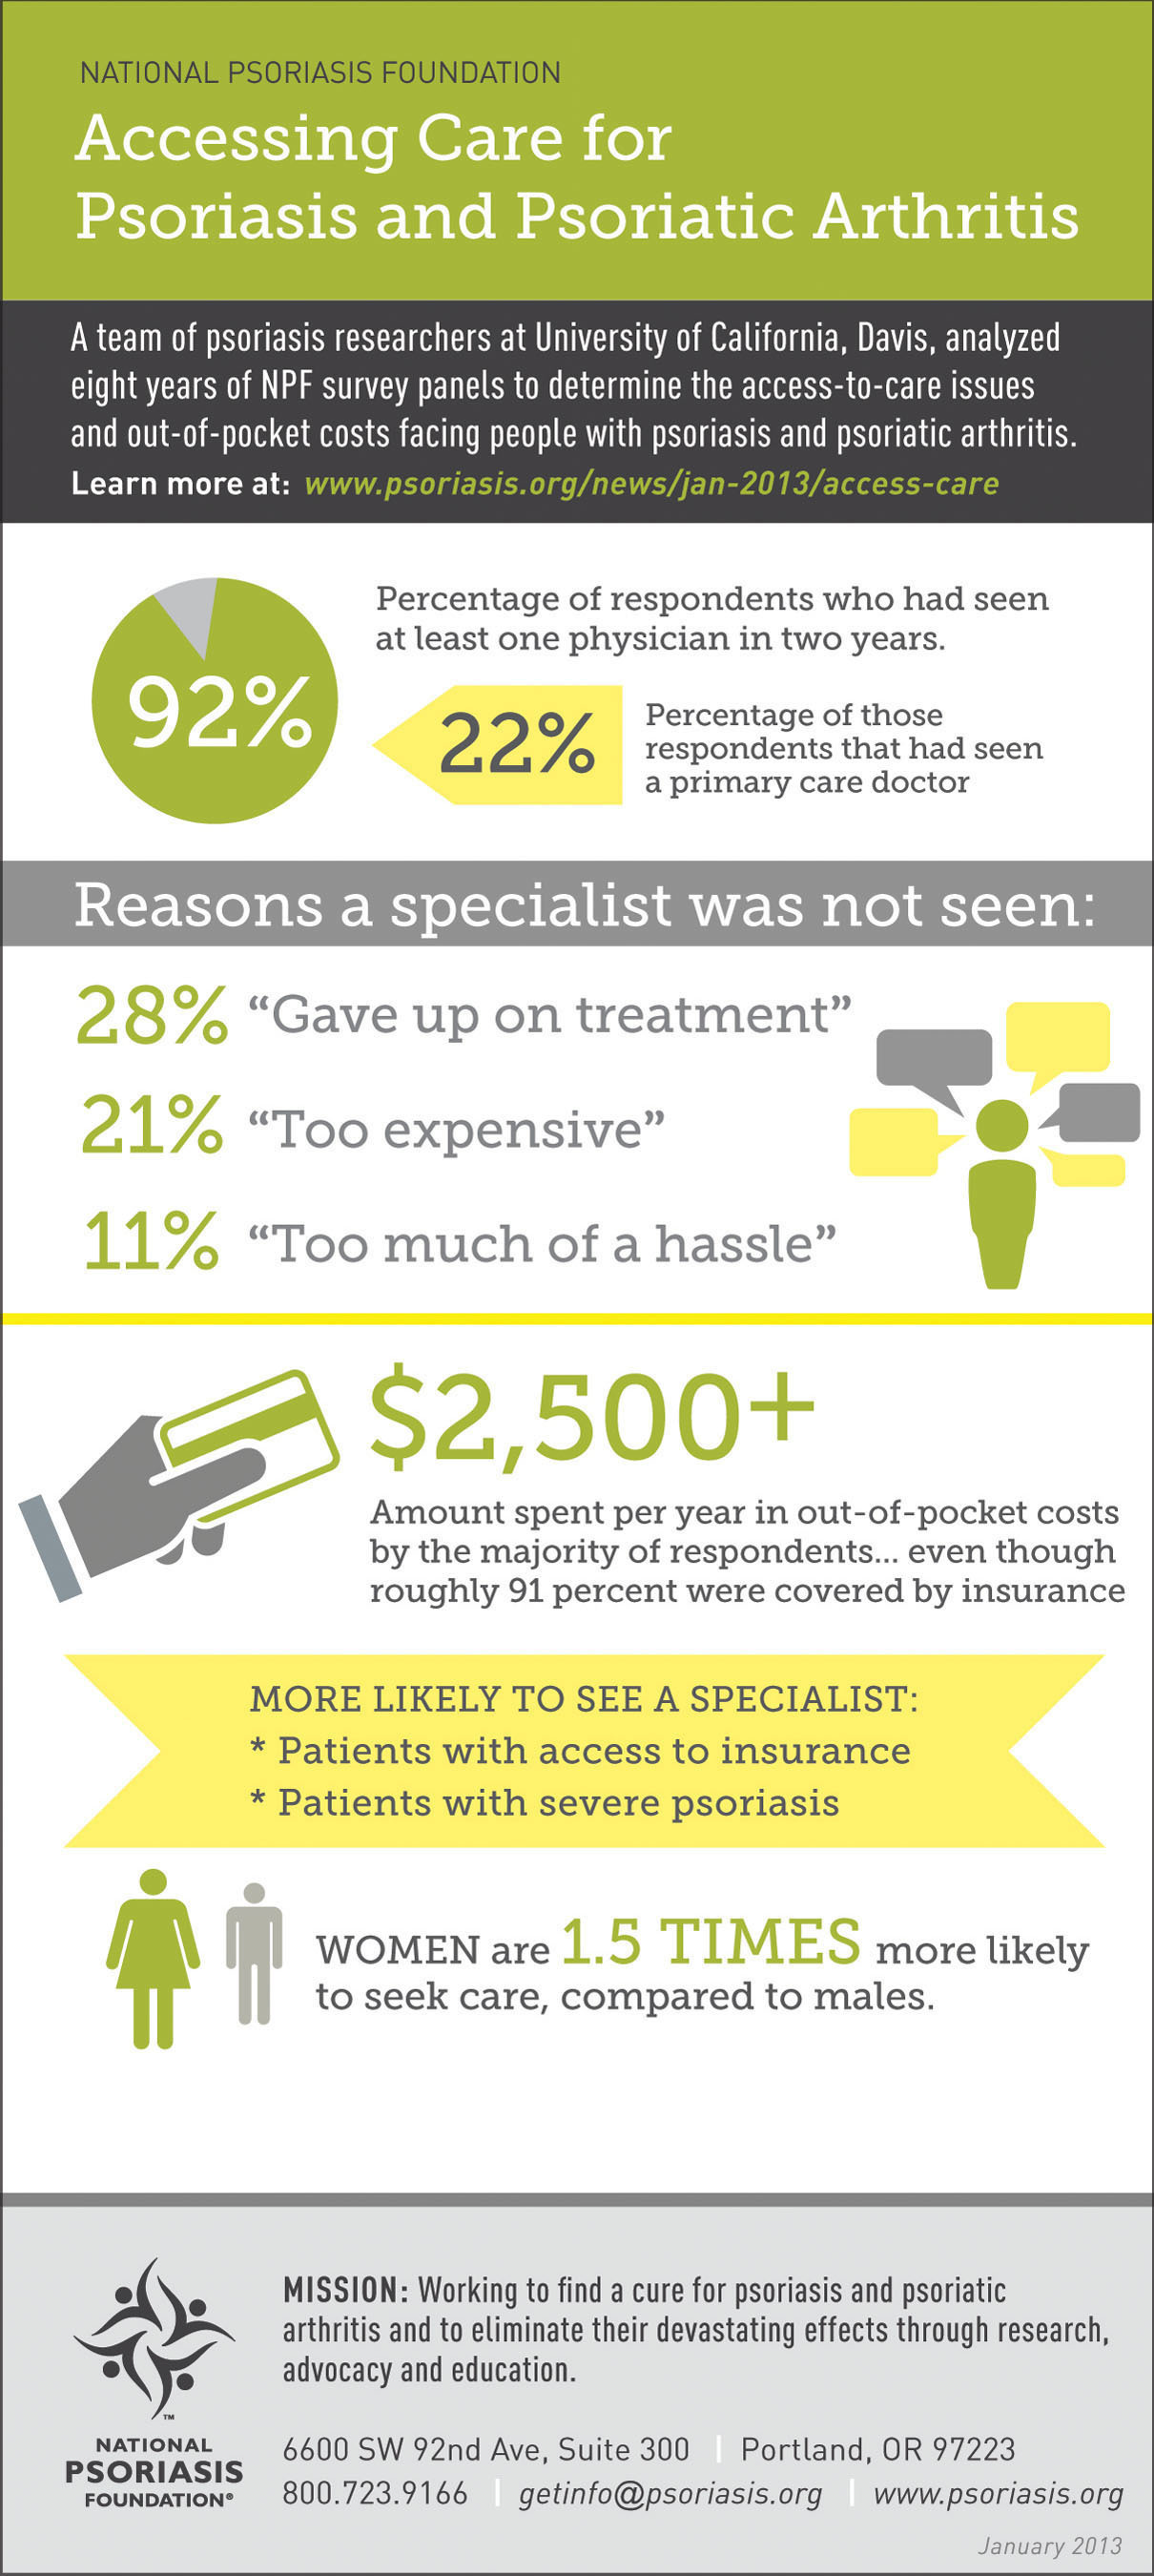 NATIONAL PSORIASIS FOUNDATION
Accessing Care for
Psoriasis and Psoriatic Arthritis
A team of psoriasis researchers at University of California, Davis, analyzed
eight years of NPF survey panels to determine the access-to-care issues
and out-of-pocket costs facing people with psoriasis and psoriatic arthritis.
Learn more at: www.psoriasis.org/news/jan-2013/access-care
92%
Percentage of respondents who had seen
at least one physician in two years.
22%
Percentage of those
respondents that had seen
a primary care doctor
Reasons a specialist was not seen:
28% “Gave up on treatment”
21% “Too expensive”
11% “Too much of a hassle”
$2,500+
Amount spent per year in out-of-pocket costs
by the majority of respondents... even though
roughly 91 percent were covered by insurance
MORE LIKELY TO SEE A SPECIALIST:
* Patients with access to insurance
* Patients with severe psoriasis
WOMEN are 1.5 TIMES more likely
to seek care, compared to males.
MISSION: Working to find a cure for psoriasis and psoriatic
arthritis and to eliminate their devastating effects through research,
advocacy and education.
TM
NATIONAL
PSORIASIS
FOUNDATION®
6600 SW 92nd Ave, Suite 300 | Portland, OR 97223
800.723.9166 | getinfo@psoriasis.org | www.psoriasis.org
January 2013